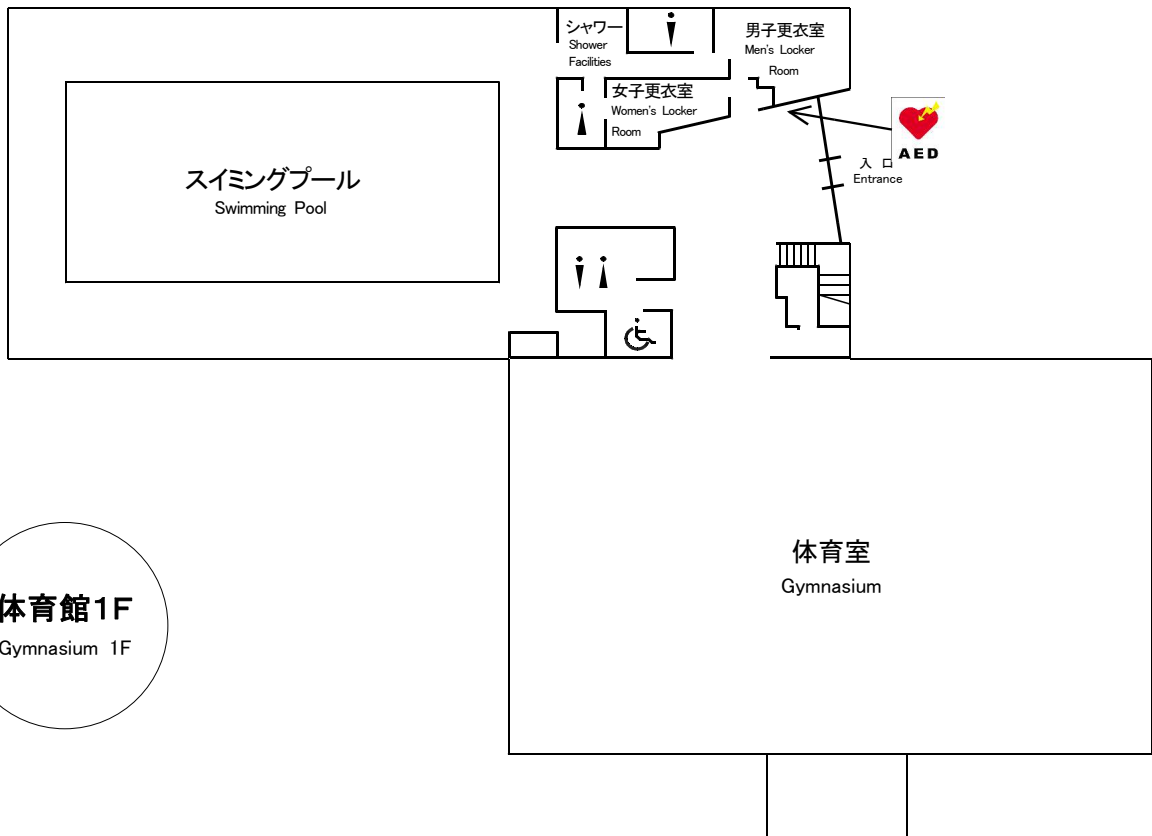 シャワー
Shower
Facilities
男子更衣室
Men's Locker
Room
女子更衣室
Women's Locker
Room
AED
入 口
Entrance
スイミングプール
Swimming Pool
体育室
Gymnasium
体育館1F
Gymnasium 1F